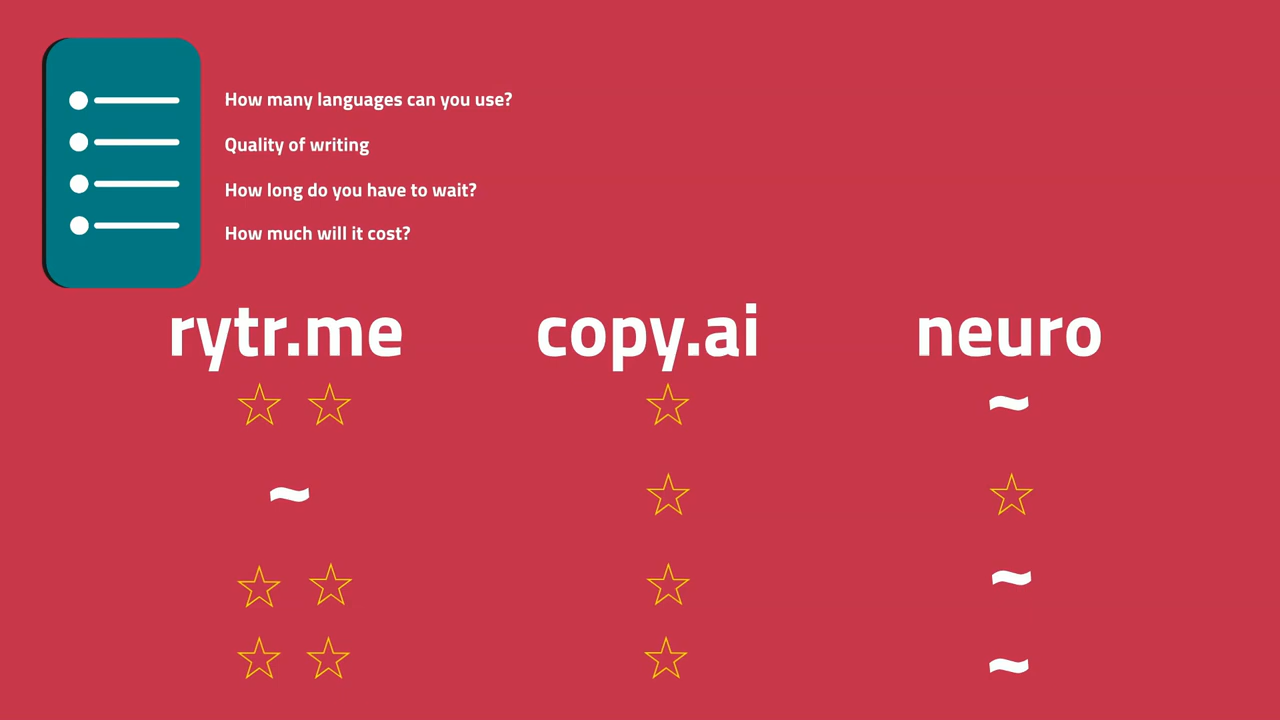 How many languages can you use?
Quality of writing
How long do you have to wait?
How much will it cost?
rytr.me copy.ai neuro
~
~
~
~